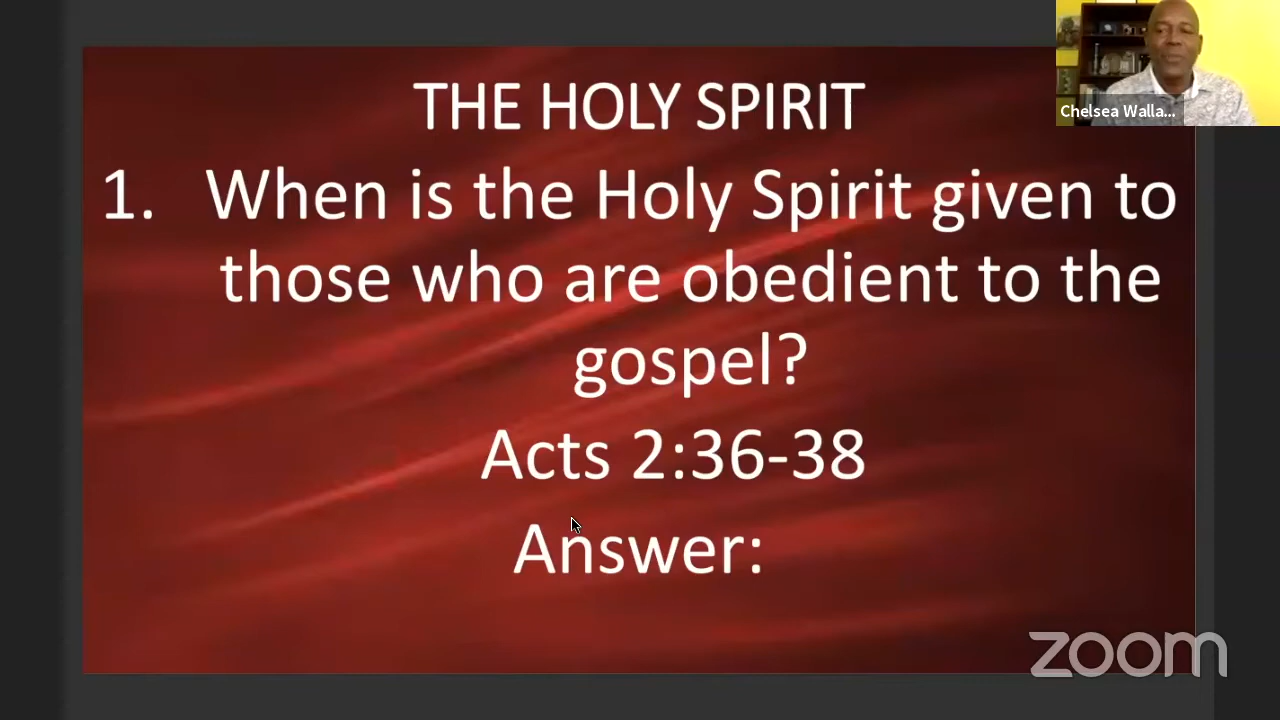 THE HOLY SPIRIT
1. When is the Holy Spirit given to
those who are obedient to the
gospel?
Acts 2:36-38
Answer:
Chelsea Walla...
zoom